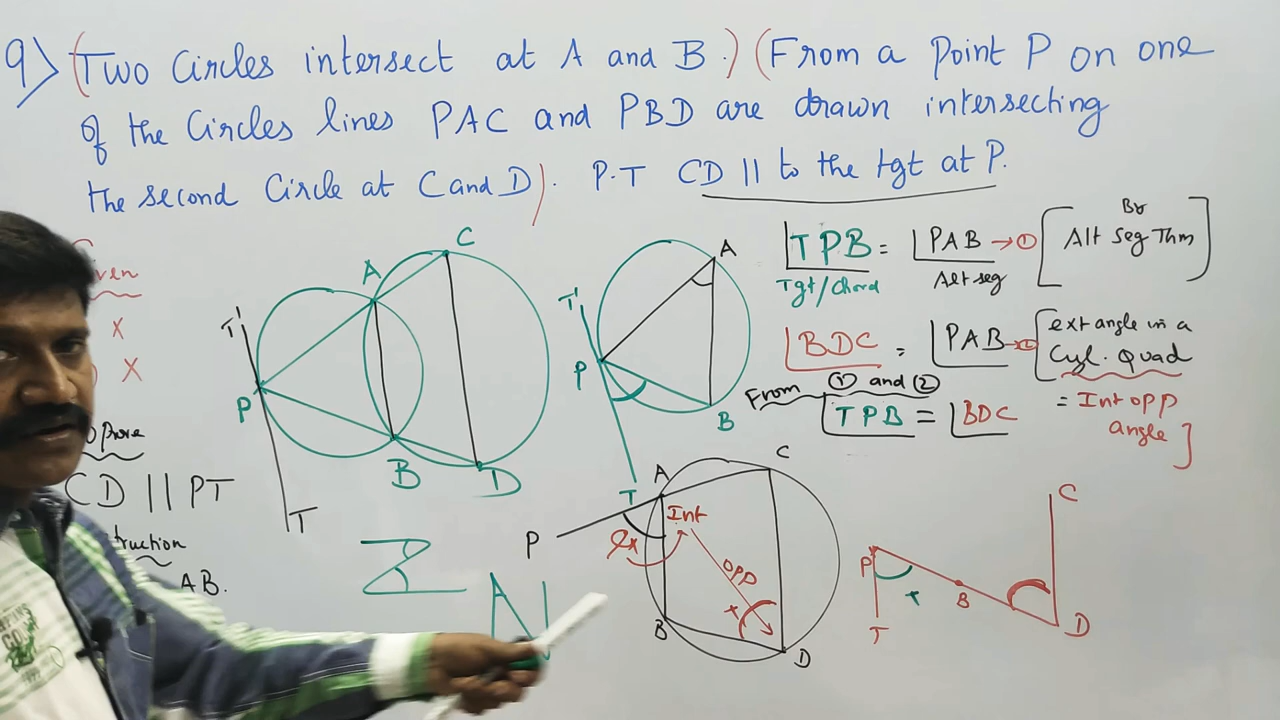 9) (Two Circles intersect at A and B.) (From a Point P on one
of the Circles lines PAC and PBD are drawn intersecting
the second Circle at C and D). P.T CD || to the tgt at P.
x
x
Prove
CD || PT
AB.
T'
P
T
A
B
C
D
T'
P
T
A
B
∠TPB = ∠PAB → ① [By Alt Seg Thm]
Tgt/Chord
Alt seg
∠BDC = ∠PAB → ② [ext angle in a
Cyl. Quad
= Int opp
angle]
From ① and ②
∠TPB = ∠BDC
P
A
C
B
D
Int
opp
x
P
T
x
B
C
D